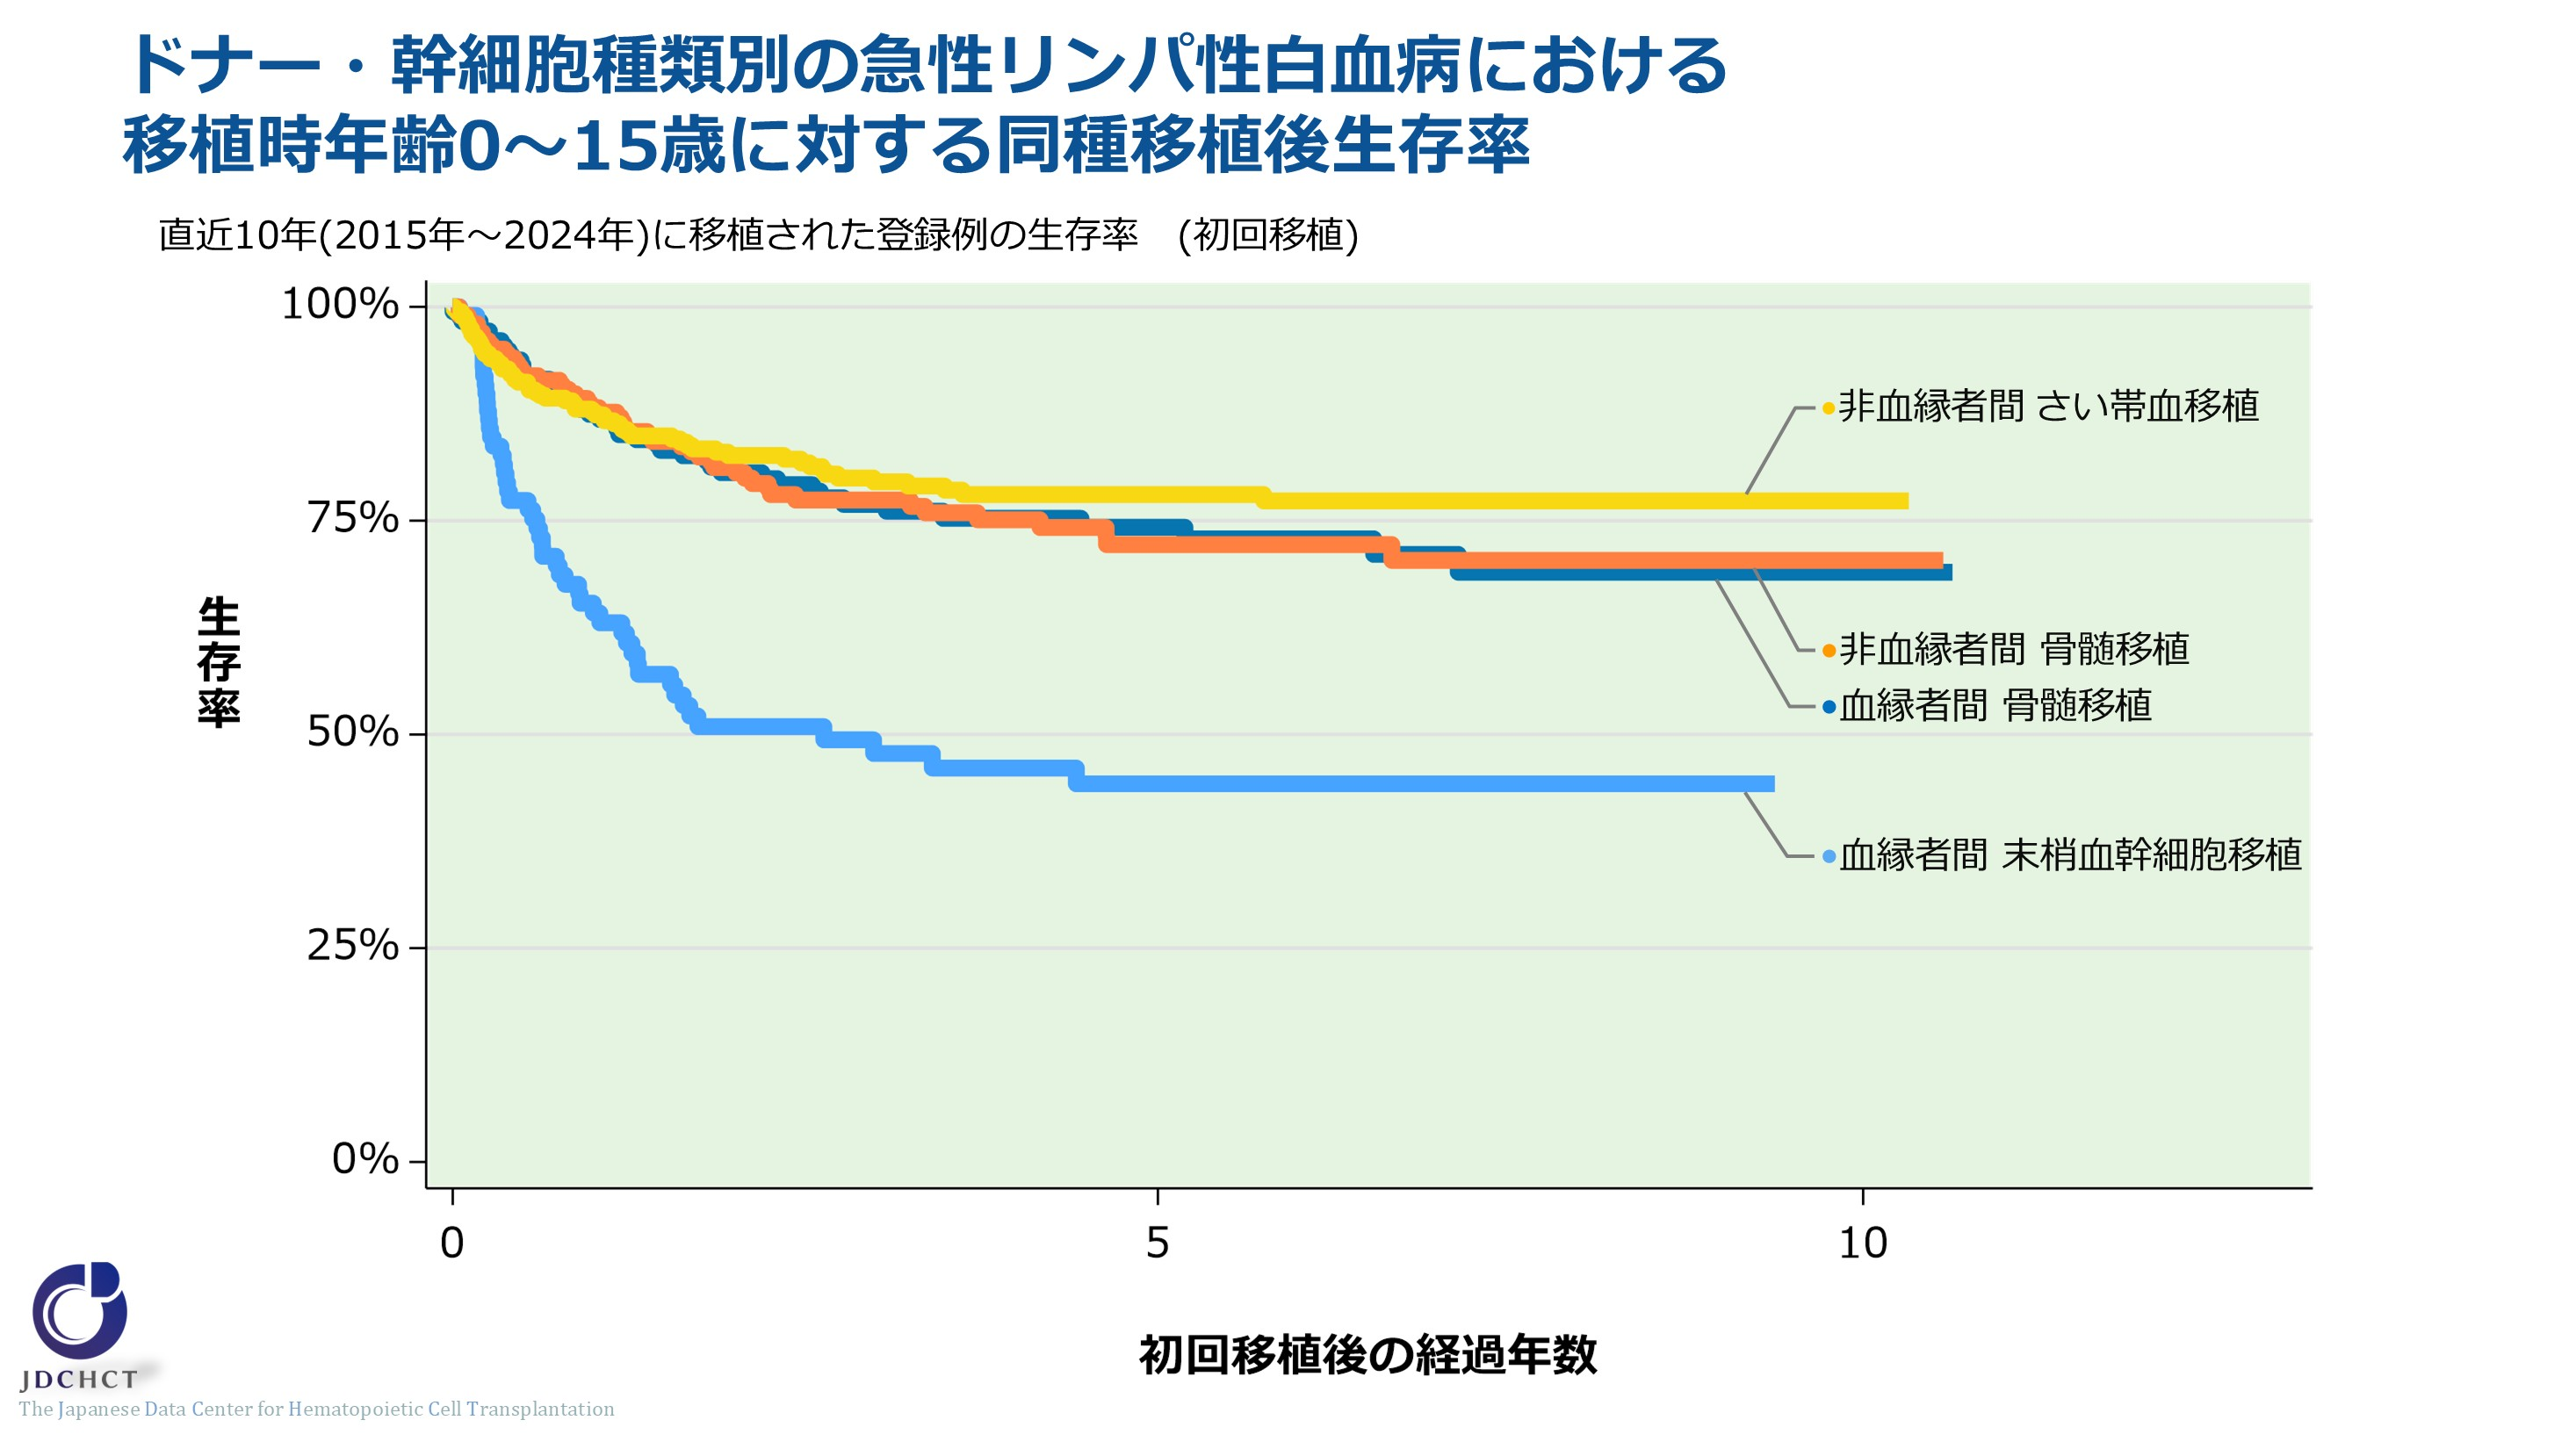 ドナー・幹細胞種類別の急性リンパ性白血病における
移植時年齢0～15歳に対する同種移植後生存率
直近10年(2015年～2024年)に移植された登録例の生存率　(初回移植)
100%
75%
50%
25%
0%
生存率
非血縁者間 さい帯血移植
非血縁者間 骨髄移植
血縁者間 骨髄移植
血縁者間 末梢血幹細胞移植
0 5 10
初回移植後の経過年数
JDCHCT
The Japanese Data Center for Hematopoietic Cell Transplantation